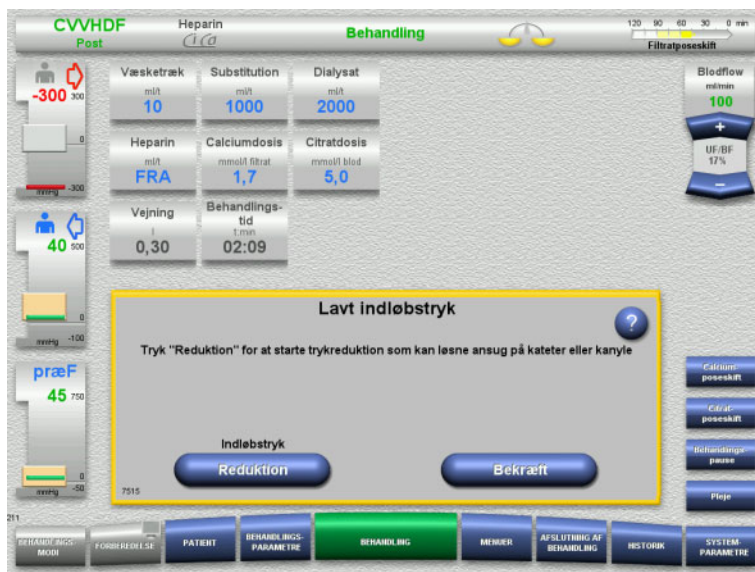 CVVHDF
Post
Heparin
Ci Ca
Behandling
120 90 60 30 0 min
Filtratposeskift
-300
300
0
-300
mmHg
40
500
0
-100
mmHg
præF
45
750
0
-50
mmHg
Væsketræk
ml/t
10
Substitution
ml/t
1000
Dialysat
ml/t
2000
Heparin
ml/t
FRA
Calciumdosis
mmol/l filtrat
1,7
Citratdosis
mmol/l blod
5,0
Vejning
l
0,30
Behandlings-
tid
t:min
02:09
Blodflow
ml/min
100
+
UF/BF
17%
−
Lavt indløbstryk
?
Tryk "Reduktion" for at starte trykreduktion som kan løsne ansug på kateter eller kanyle
Indløbstryk
Reduktion
Bekræft
7515
Calcium-
poseskift
Citrat-
poseskift
Behandlings-
pause
Pleje
211
BEHANDLINGS-
MODI
FORBEREDELSE
PATIENT
BEHANDLINGS-
PARAMETRE
BEHANDLING
MENUER
AFSLUTNING AF
BEHANDLING
HISTORIK
SYSTEM-
PARAMETRE